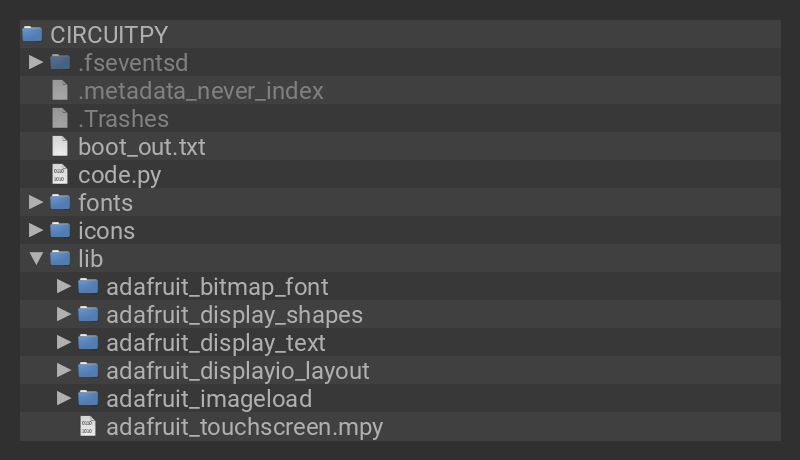 CIRCUITPY
.fseventsd
.metadata_never_index
.Trashes
boot_out.txt
code.py
fonts
icons
lib
adafruit_bitmap_font
adafruit_display_shapes
adafruit_display_text
adafruit_displayio_layout
adafruit_imageload
adafruit_touchscreen.mpy